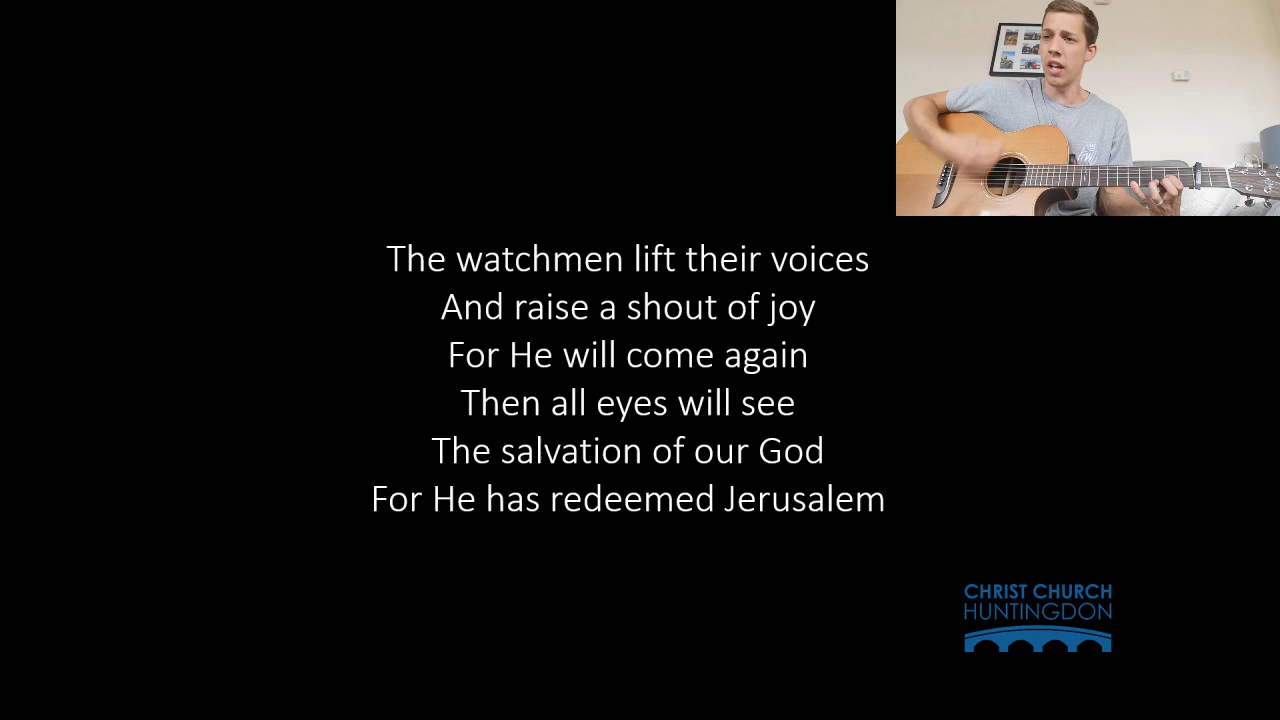 The watchmen lift their voices
And raise a shout of joy
For He will come again
Then all eyes will see
The salvation of our God
For He has redeemed Jerusalem
CHRIST CHURCH
HUNTINGDON